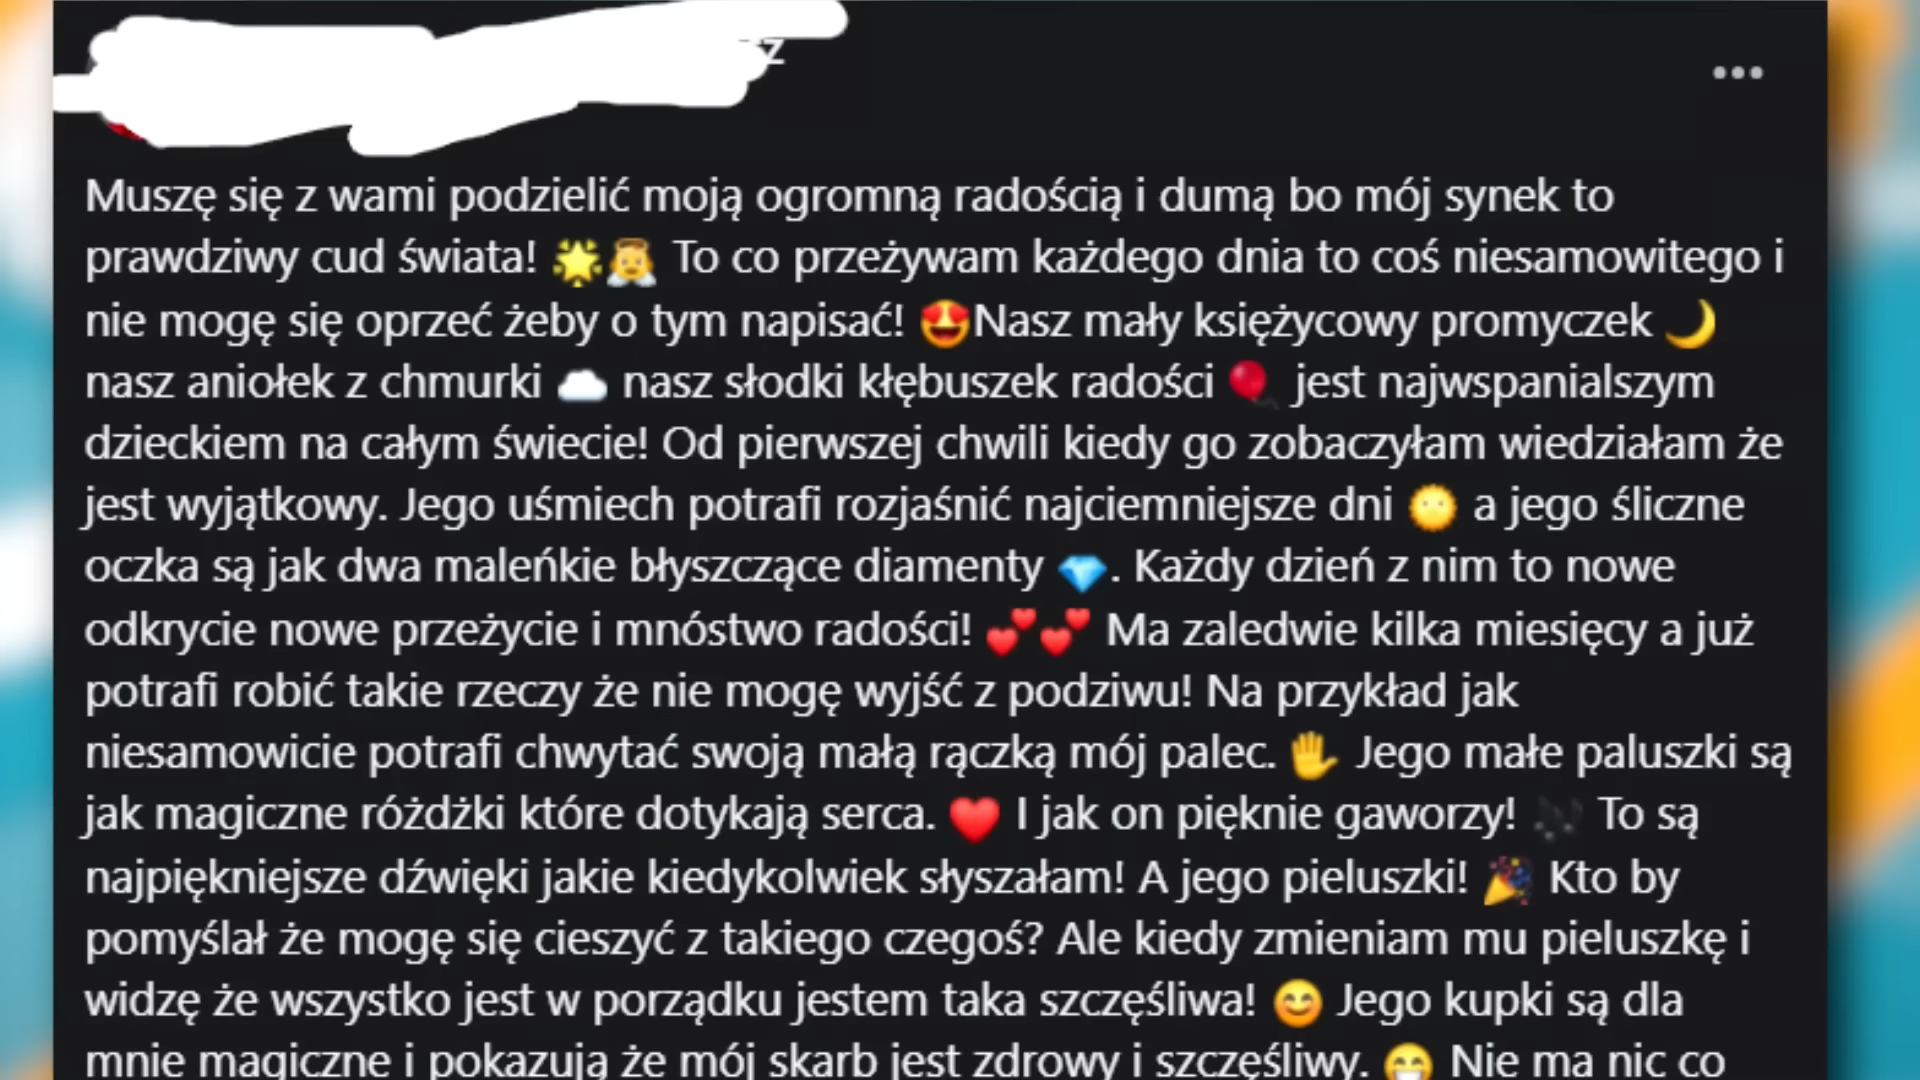 z
Muszę się z wami podzielić moją ogromną radością i dumą bo mój synek to
prawdziwy cud świata! 🌟👼 To co przeżywam każdego dnia to coś niesamowitego i
nie mogę się oprzeć żeby o tym napisać! 😍Nasz mały księżycowy promyczek 🌙
nasz aniołek z chmurki ☁️ nasz słodki kłębuszek radości 🎈 jest najwspanialszym
dzieckiem na całym świecie! Od pierwszej chwili kiedy go zobaczyłam wiedziałam że
jest wyjątkowy. Jego uśmiech potrafi rozjaśnić najciemniejsze dni 🌞 a jego śliczne
oczka są jak dwa maleńkie błyszczące diamenty 💎. Każdy dzień z nim to nowe
odkrycie nowe przeżycie i mnóstwo radości! 💕💕 Ma zaledwie kilka miesięcy a już
potrafi robić takie rzeczy że nie mogę wyjść z podziwu! Na przykład jak
niesamowicie potrafi chwytać swoją małą rączką mój palec. ✋ Jego małe paluszki są
jak magiczne różdżki które dotykają serca. ❤️ I jak on pięknie gaworzy! 🎶 To są
najpiękniejsze dźwięki jakie kiedykolwiek słyszałam! A jego pieluszki! 🎉 Kto by
pomyślał że mogę się cieszyć z takiego czegoś? Ale kiedy zmieniam mu pieluszkę i
widzę że wszystko jest w porządku jestem taka szczęśliwa! 😊 Jego kupki są dla
mnie magiczne i pokazują że mój skarb jest zdrowy i szczęśliwy. 😁 Nie ma nic co